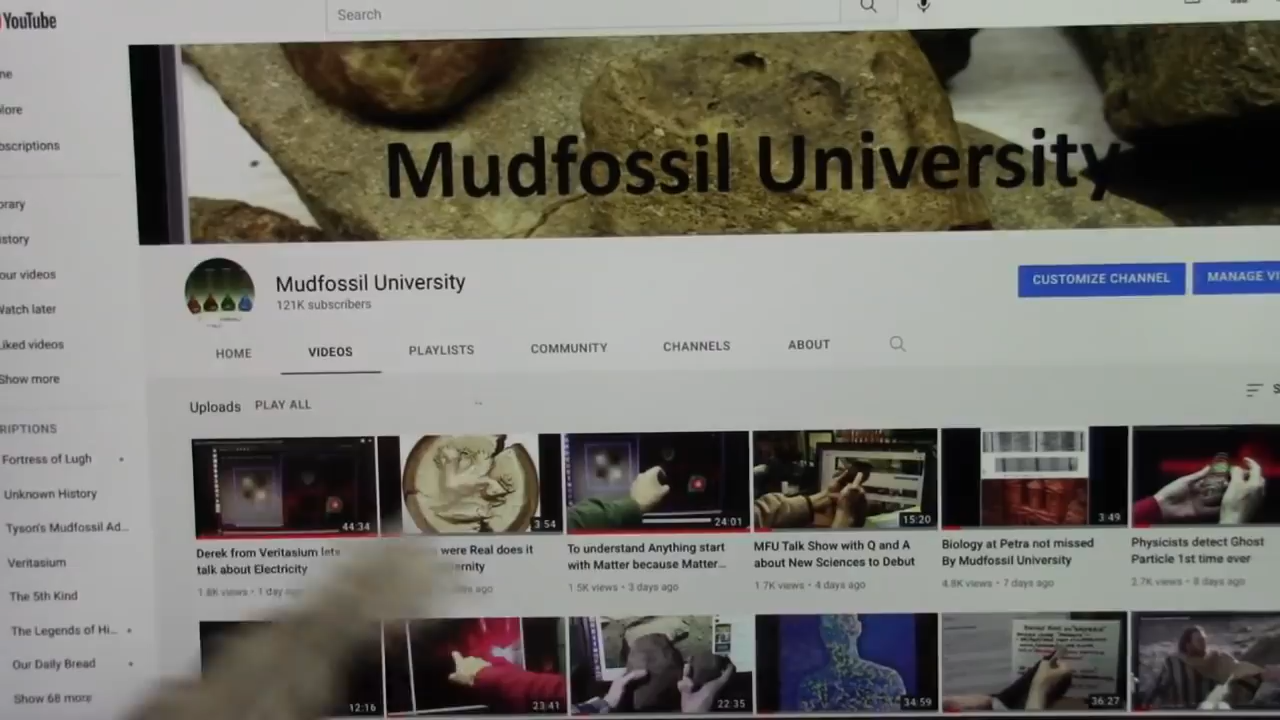 YouTube
Search
Mudfossil University
Mudfossil University
121K subscribers
CUSTOMIZE CHANNEL
MANAGE VI
HOME
VIDEOS
PLAYLISTS
COMMUNITY
CHANNELS
ABOUT
Uploads
PLAY ALL
ne
lore
bscriptions
brary
istory
our videos
Watch later
iked videos
Show more
RIPTIONS
Fortress of Lugh
Unknown History
Tyson's Mudfossil Ad...
Veritasium
The 5th Kind
The Legends of Hi...
Our Daily Bread
Show 68 more
44:34
Derek from Veritasium lets
talk about Electricity
1.8K views • 1 day
3:54
were Real does it
ernity
ago
24:01
To understand Anything start
with Matter because Matter...
1.5K views • 3 days ago
15:20
MFU Talk Show with Q and A
about New Sciences to Debut
1.7K views • 4 days ago
3:49
Biology at Petra not missed
By Mudfossil University
4.8K views • 7 days ago
Physicists detect Ghost
Particle 1st time ever
2.7K views • 8 days ago
12:16
23:41
22:35
34:59
36:27